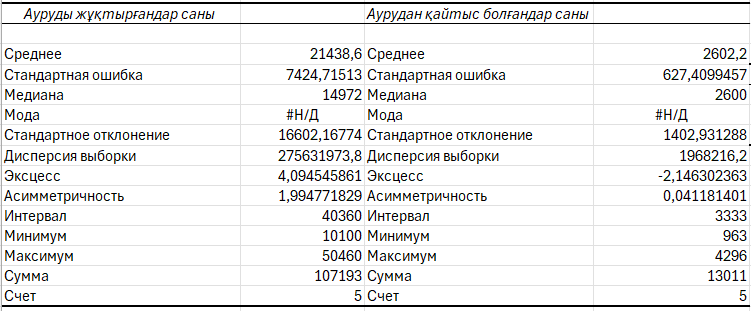 Ауруды жұқтырғандар саны Аурудан қайтыс болғандар саны
Среднее 21438,6 Среднее 2602,2
Стандартная ошибка 7424,71513 Стандартная ошибка 627,4099457
Медиана 14972 Медиана 2600
Мода #Н/Д Мода #Н/Д
Стандартное отклонение 16602,16774 Стандартное отклонение 1402,931288
Дисперсия выборки 275631973,8 Дисперсия выборки 1968216,2
Эксцесс 4,094545861 Эксцесс -2,146302363
Асимметричность 1,994771829 Асимметричность 0,041181401
Интервал 40360 Интервал 3333
Минимум 10100 Минимум 963
Максимум 50460 Максимум 4296
Сумма 107193 Сумма 13011
Счет 5 Счет 5